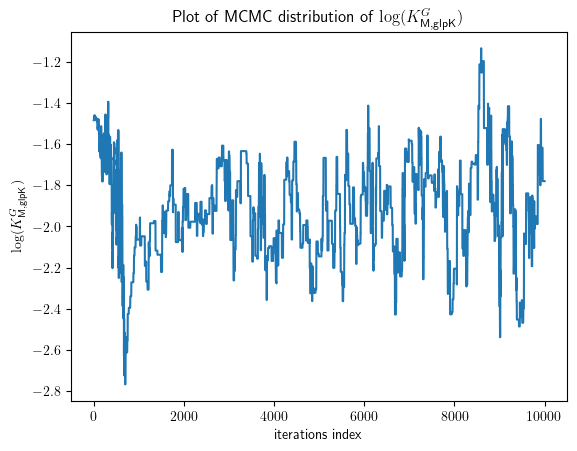 Plot of MCMC distribution of log(K^G_M,glpK)
−1.2
−1.4
−1.6
−1.8
−2.0
−2.2
−2.4
−2.6
−2.8
log(K^G_M,glpK)
0 2000 4000 6000 8000 10000
iterations index